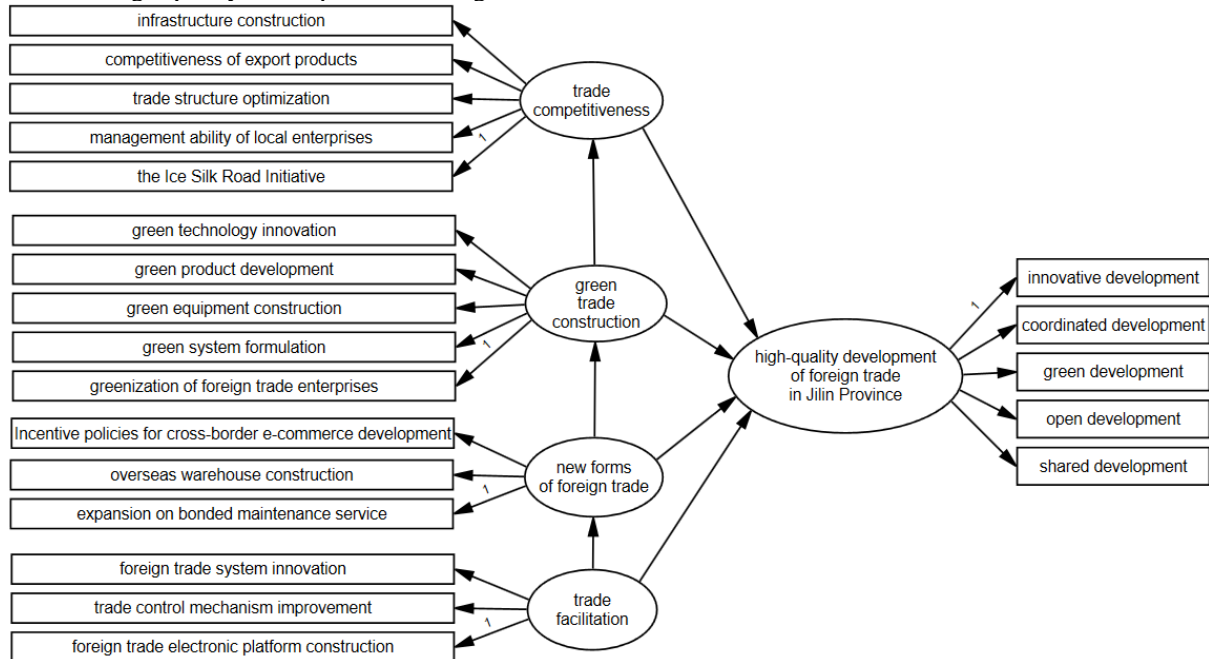 infrastructure construction
competitiveness of export products
trade structure optimization
management ability of local enterprises
the Ice Silk Road Initiative
1
trade
competitiveness
green technology innovation
green product development
green equipment construction
green system formulation
greenization of foreign trade enterprises
1
green
trade
construction
Incentive policies for cross-border e-commerce development
overseas warehouse construction
expansion on bonded maintenance service
1
new forms
of foreign trade
foreign trade system innovation
trade control mechanism improvement
foreign trade electronic platform construction
1
trade
facilitation
high-quality development
of foreign trade
in Jilin Province
1
innovative development
coordinated development
green development
open development
shared development